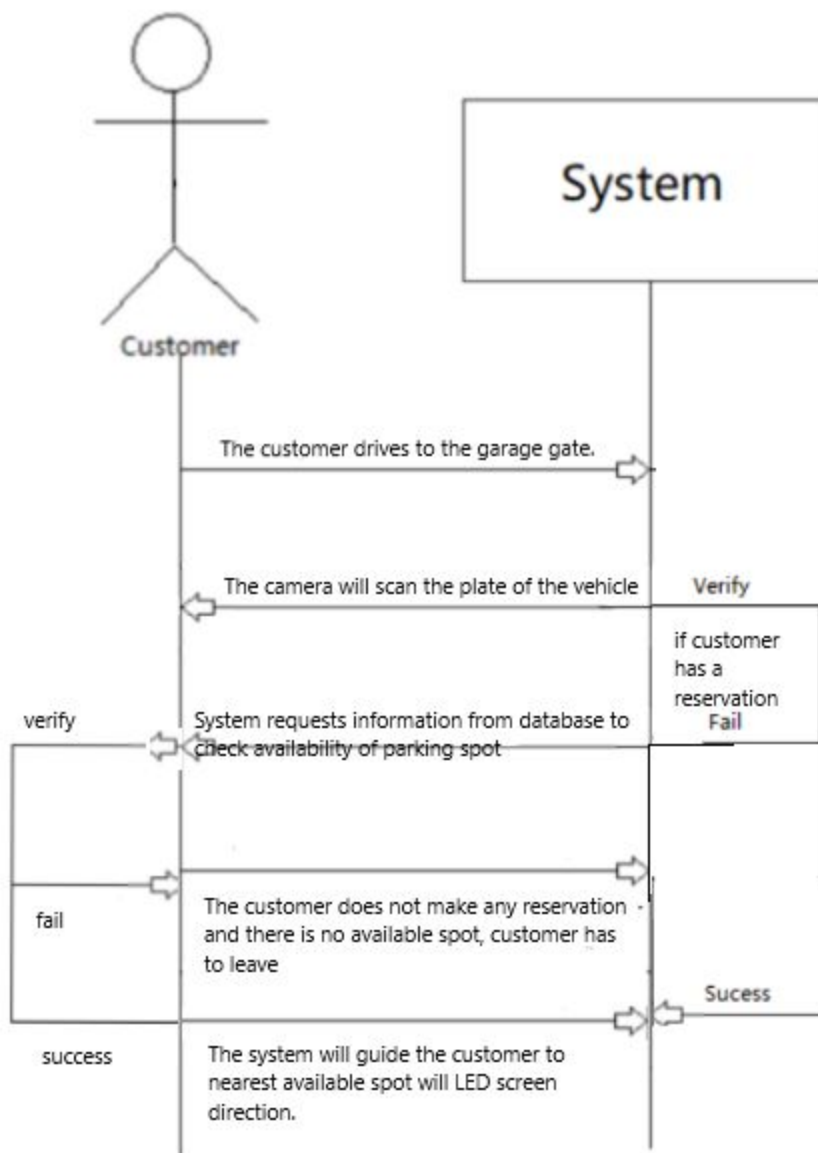 System
Customer
The customer drives to the garage gate.
The camera will scan the plate of the vehicle
Verify
if customer
has a
reservation
Fail
verify
System requests information from database to
check availability of parking spot
fail
The customer does not make any reservation
and there is no available spot, customer has
to leave
Sucess
success
The system will guide the customer to
nearest available spot will LED screen
direction.